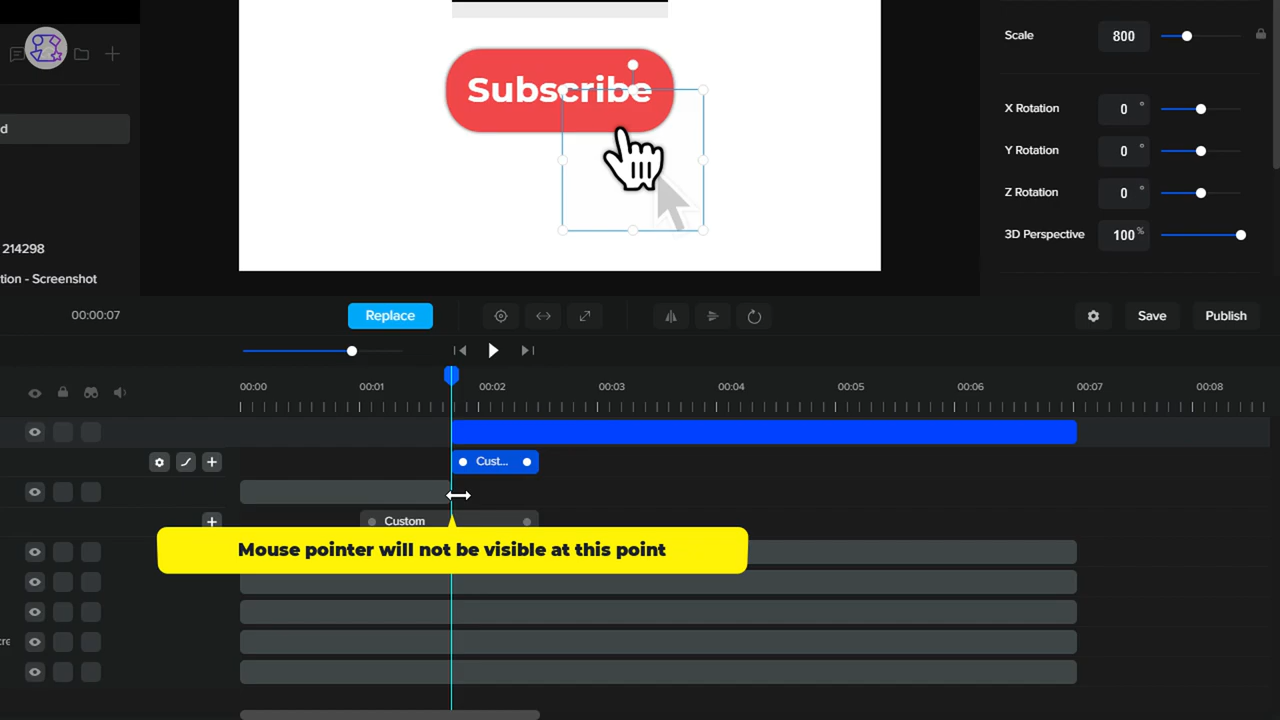 Scale 800
Subscribe
X Rotation 0 °
d
Y Rotation 0 °
Z Rotation 0 °
3D Perspective 100 %
214298
tion - Screenshot
00:00:07 Replace Save Publish
00:00 00:01 00:02 00:03 00:04 00:05 00:06 00:07 00:08
Cust...
Custom
Mouse pointer will not be visible at this point
cre